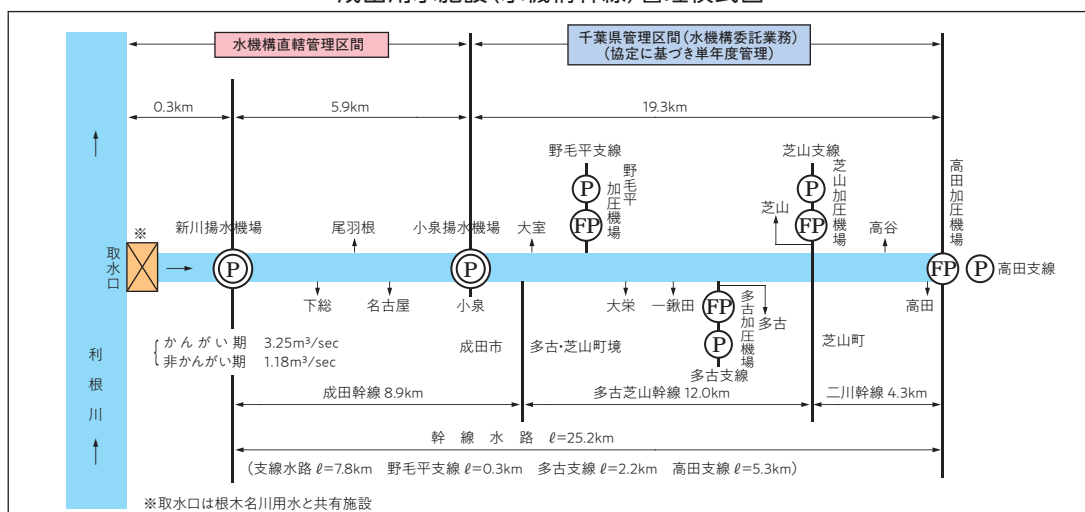 水機構直轄管理区間
千葉県管理区間(水機構委託業務)
(協定に基づき単年度管理)
0.3km
5.9km
19.3km
野毛平支線
芝山支線
P
野毛平
加圧機場
FP
P
芝山加圧機場
FP
芝山
高田加圧機場
新川揚水機場
尾羽根
小泉揚水機場
大室
高谷
※
取水口
P
P
FP
P
高田支線
下総
名古屋
小泉
大栄
一鍬田
FP
多古加圧機場
多古
高田
かんがい期 3.25m³/sec
非かんがい期 1.18m³/sec
成田市
多古・芝山町境
P
多古支線
芝山町
利根川
成田幹線 8.9km
多古芝山幹線 12.0km
二川幹線 4.3km
幹線水路 ℓ=25.2km
(支線水路 ℓ=7.8km 野毛平支線 ℓ=0.3km 多古支線 ℓ=2.2km 高田支線 ℓ=5.3km)
※取水口は根木名川用水と共有施設